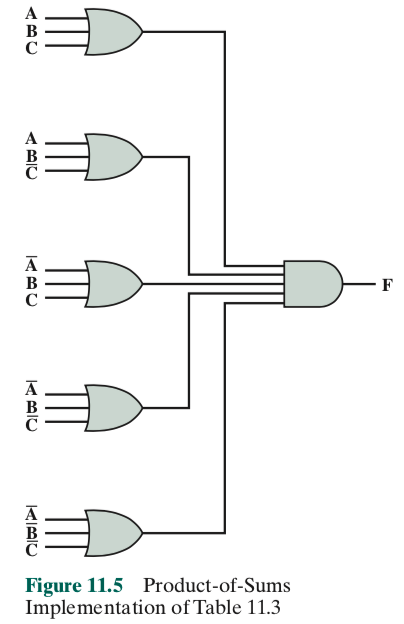 A
B
C
A
B
C̅
A̅
B
C
A̅
B
C̅
A̅
B̅
C̅
F
Figure 11.5 Product-of-Sums
Implementation of Table 11.3